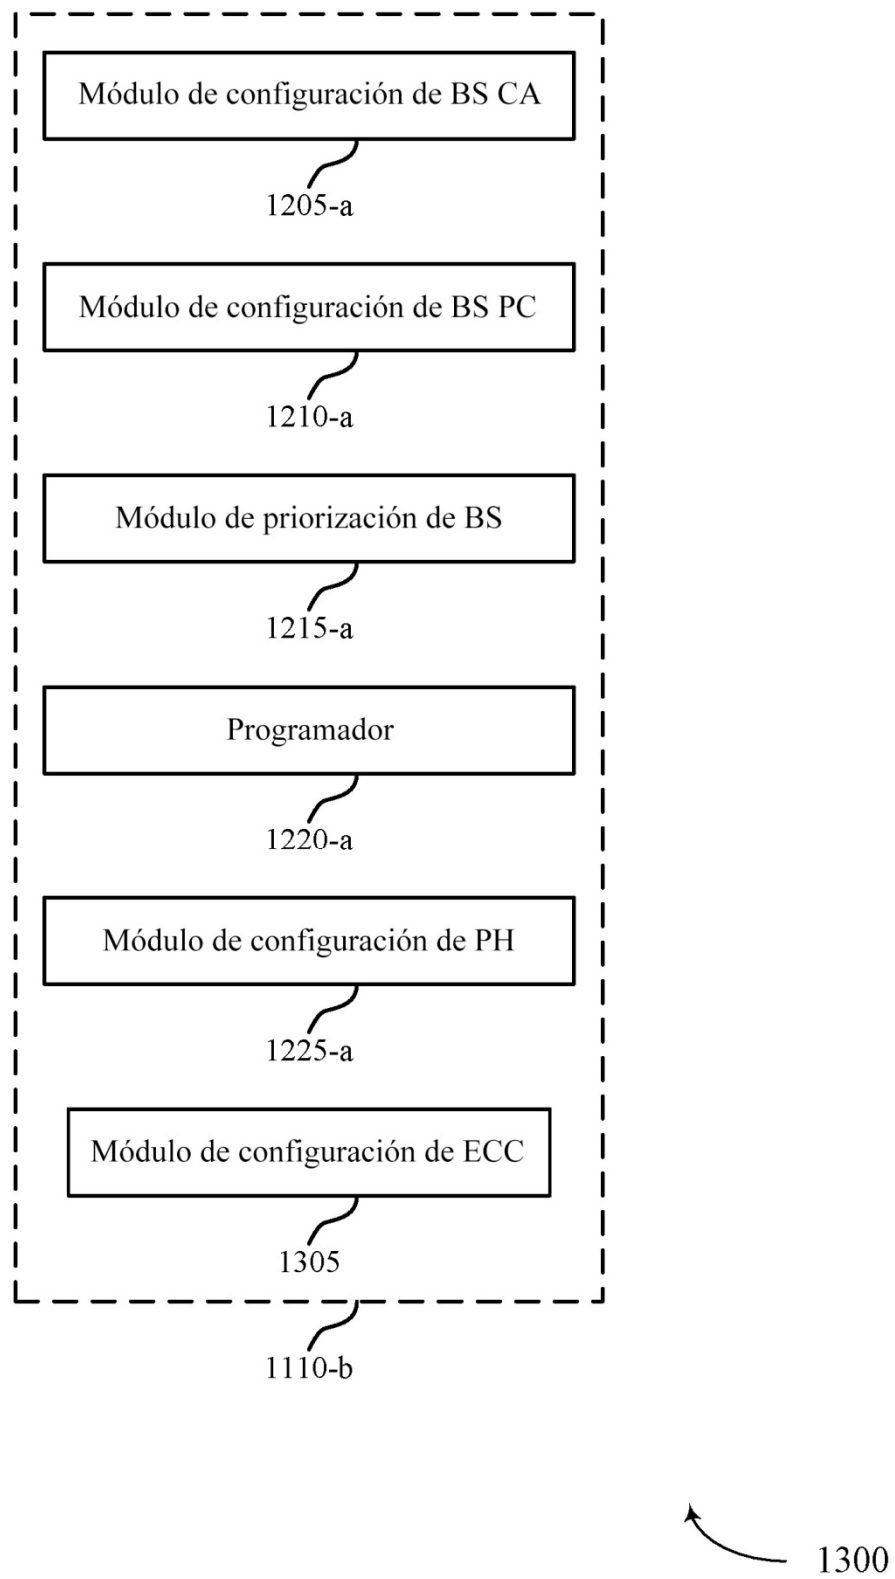 Módulo de configuración de BS CA
1205-a
Módulo de configuración de BS PC
1210-a
Módulo de priorización de BS
1215-a
Programador
1220-a
Módulo de configuración de PH
1225-a
Módulo de configuración de ECC
1305
1110-b
1300